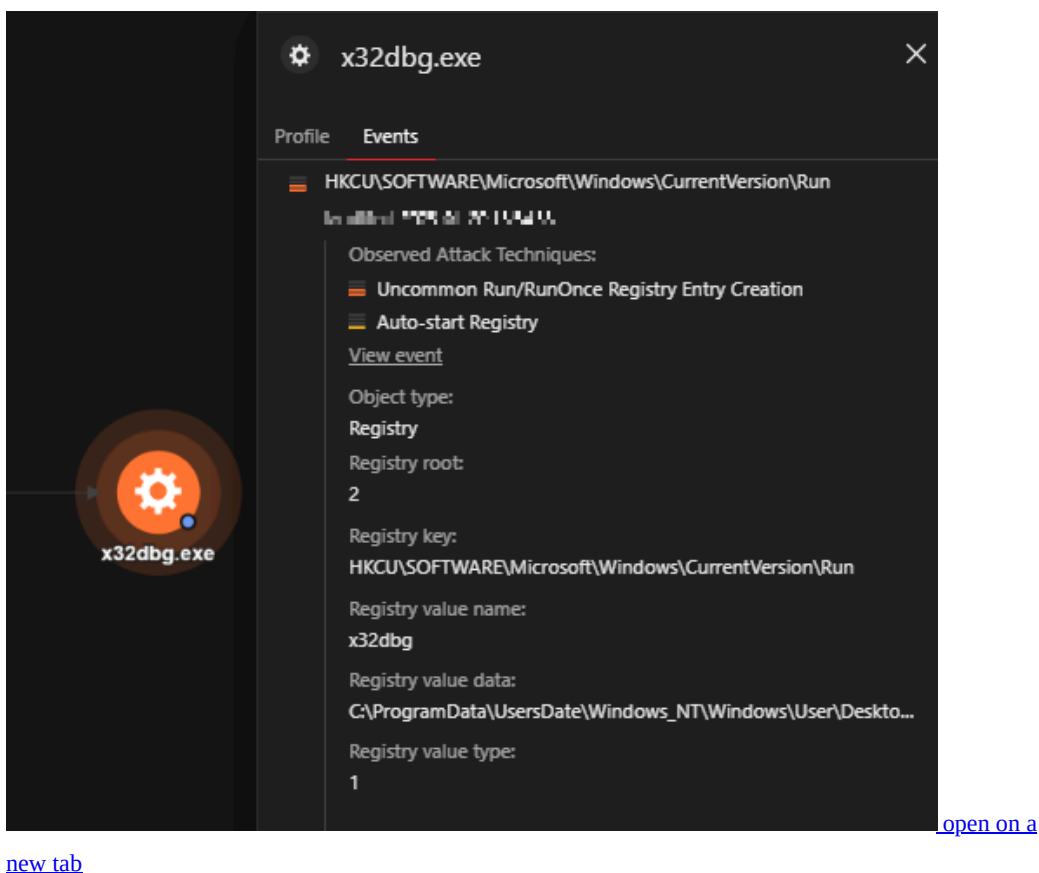 x32dbg.exe
Profile Events
HKCU\SOFTWARE\Microsoft\Windows\CurrentVersion\Run
Observed Attack Techniques:
Uncommon Run/RunOnce Registry Entry Creation
Auto-start Registry
View event
Object type:
Registry
Registry root:
2
Registry key:
HKCU\SOFTWARE\Microsoft\Windows\CurrentVersion\Run
Registry value name:
x32dbg
Registry value data:
C:\ProgramData\UsersDate\Windows_NT\Windows\User\Deskto...
Registry value type:
1
x32dbg.exe
open on a
new tab